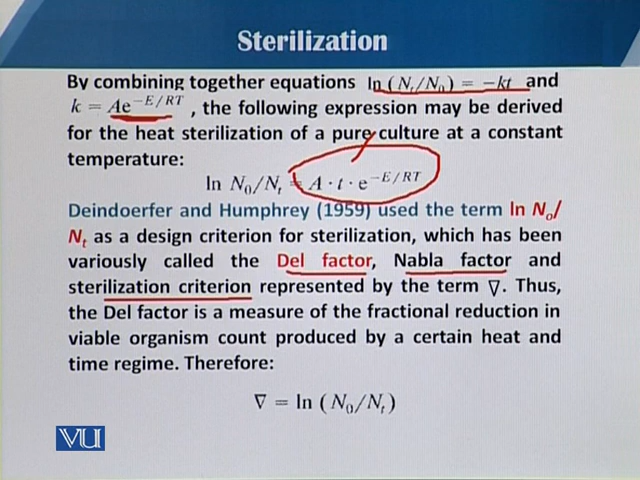 Sterilization
By combining together equations ln (Nt/N0) = −kt and
k = Ae^−E/RT , the following expression may be derived
for the heat sterilization of a pure culture at a constant
temperature:
ln N0/Nt = A · t · e^−E/RT
Deindoerfer and Humphrey (1959) used the term ln No/
Nt as a design criterion for sterilization, which has been
variously called the Del factor, Nabla factor and
sterilization criterion represented by the term ∇. Thus,
the Del factor is a measure of the fractional reduction in
viable organism count produced by a certain heat and
time regime. Therefore:
∇ = ln (N0/Nt)
VU